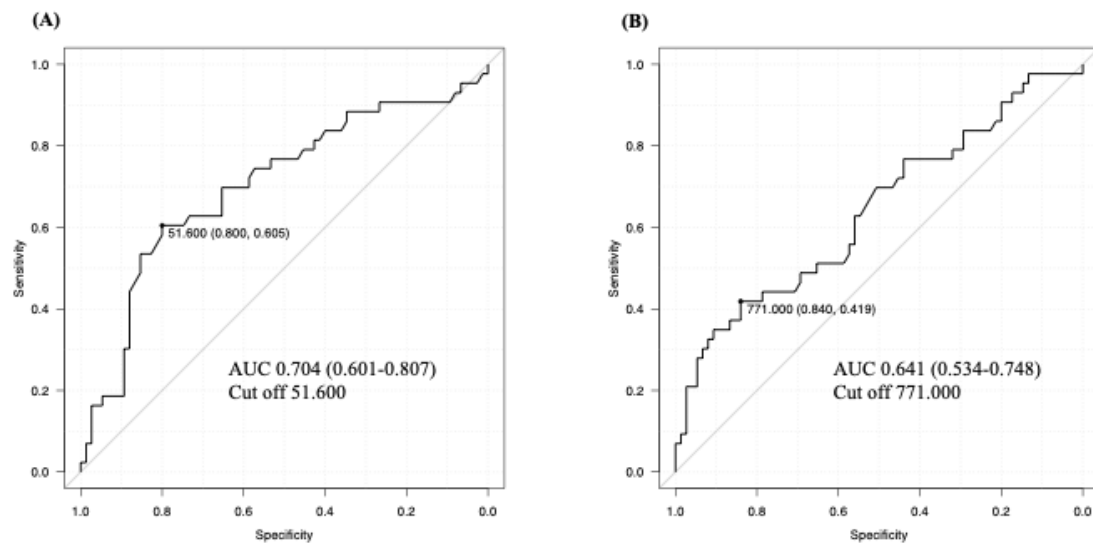 (A)
1.0
0.8
0.6
0.4
0.2
0.0
Sensitivity
51.600 (0.800, 0.605)
AUC 0.704 (0.601-0.807)
Cut off 51.600
1.0
0.8
0.6
0.4
0.2
0.0
Specificity
(B)
1.0
0.8
0.6
0.4
0.2
0.0
Sensitivity
771.000 (0.840, 0.419)
AUC 0.641 (0.534-0.748)
Cut off 771.000
1.0
0.8
0.6
0.4
0.2
0.0
Specificity